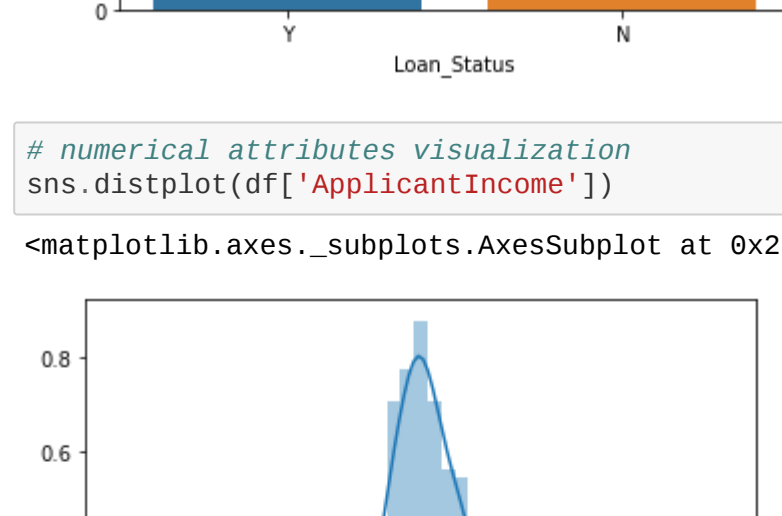 0
Y N
Loan_Status
# numerical attributes visualization
sns.distplot(df['ApplicantIncome'])
<matplotlib.axes._subplots.AxesSubplot at 0x2
0.8
0.6